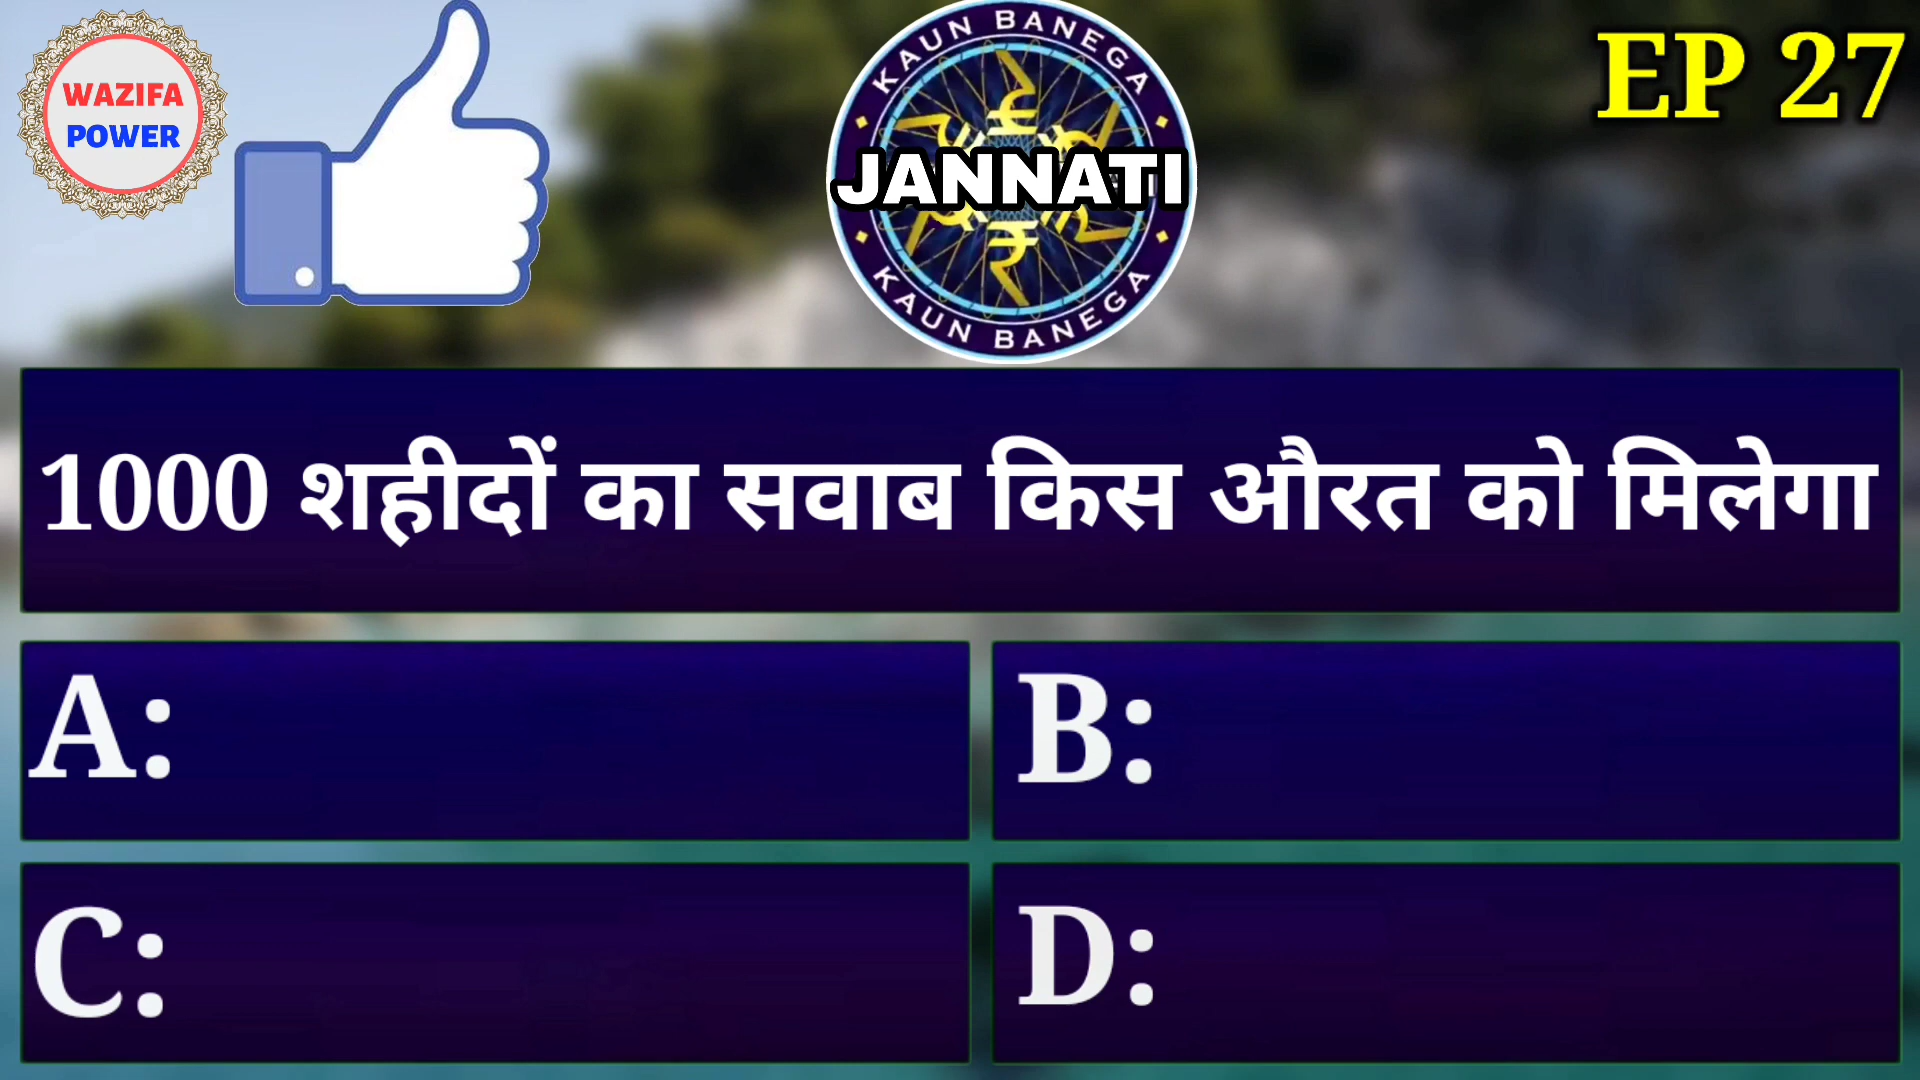 WAZIFA
POWER
KAUN BANEGA
JANNATI
KAUN BANEGA
EP 27
1000 शहीदों का सवाब किस औरत को मिलेगा
A:
B:
C:
D: